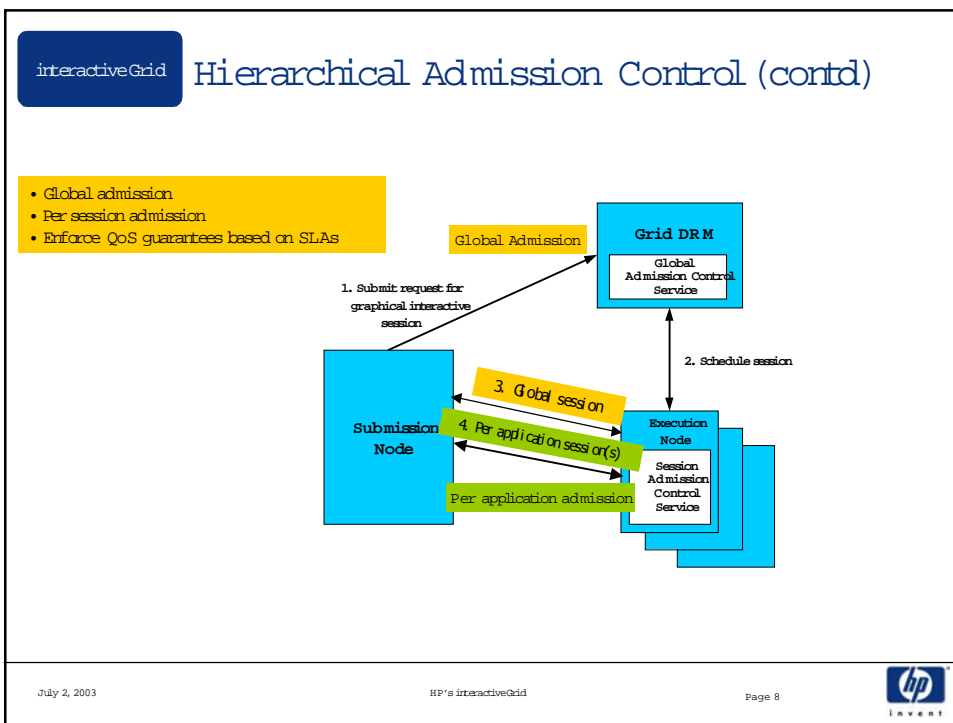 interactiveGrid
Hierarchical Admission Control (contd)
• Global admission
• Per session admission
• Enforce QoS guarantees based on SLAs
Global Admission
Grid DRM
Global
Admission Control
Service
1. Submit request for
graphical interactive
session
2. Schedule session
3. Global session
4. Per application session(s)
Submission
Node
Execution
Node
Session
Admission
Control
Service
Per application admission
July 2, 2003
HP's interactiveGrid
Page 8
hp
invent